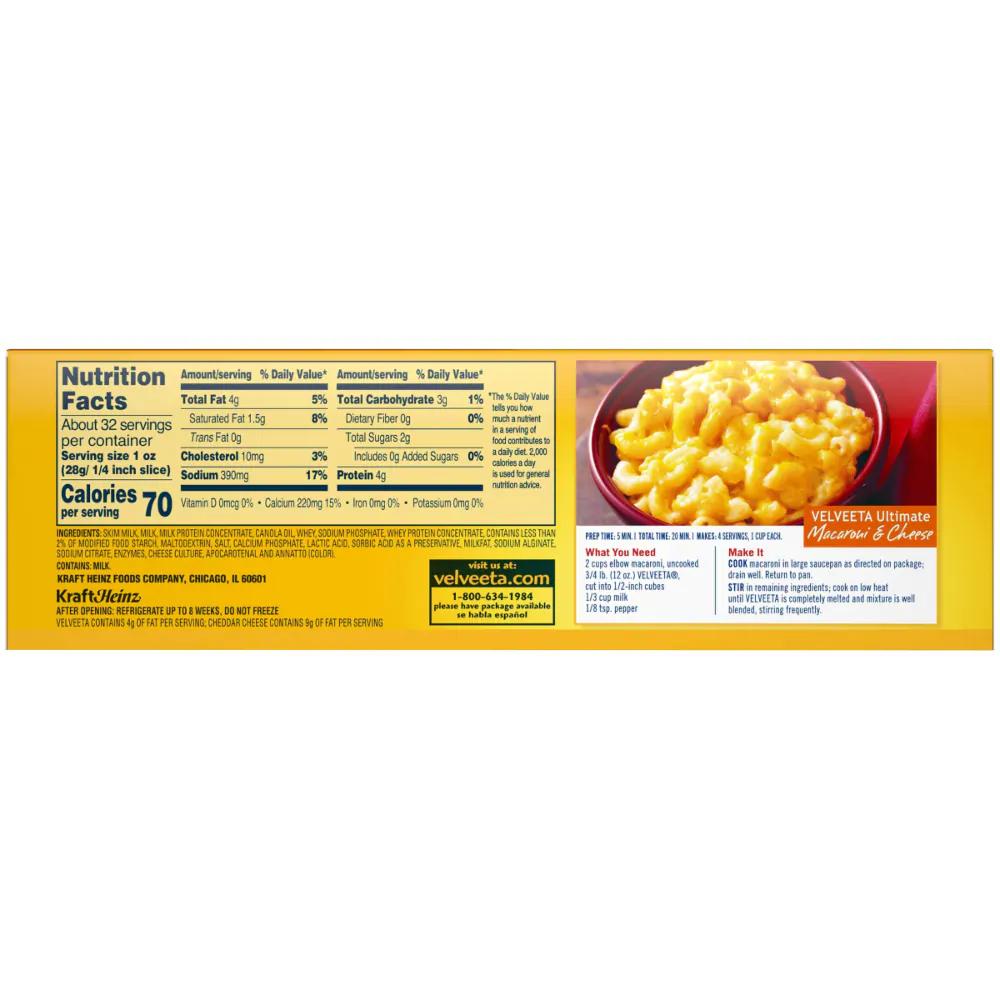 Nutrition
Facts
About 32 servings
per container
Serving size 1 oz
(28g/ 1/4 inch slice)
Calories 70
per serving
Amount/serving % Daily Value*
Total Fat 4g 5%
Saturated Fat 1.5g 8%
Trans Fat 0g
Cholesterol 10mg 3%
Sodium 390mg 17%
Amount/serving % Daily Value*
Total Carbohydrate 3g 1%
Dietary Fiber 0g 0%
Total Sugars 2g
Includes 0g Added Sugars 0%
Protein 4g
Vitamin D 0mcg 0% • Calcium 220mg 15% • Iron 0mg 0% • Potassium 0mg 0%
*The % Daily Value
tells you how
much a nutrient
in a serving of
food contributes to
a daily diet. 2,000
calories a day
is used for general
nutrition advice.
INGREDIENTS: SKIM MILK, MILK, MILK PROTEIN CONCENTRATE, CANOLA OIL, WHEY, SODIUM PHOSPHATE, WHEY PROTEIN CONCENTRATE, CONTAINS LESS THAN
2% OF MODIFIED FOOD STARCH, MALTODEXTRIN, SALT, CALCIUM PHOSPHATE, LACTIC ACID, SORBIC ACID AS A PRESERVATIVE, MILKFAT, SODIUM ALGINATE,
SODIUM CITRATE, ENZYMES, CHEESE CULTURE, APOCAROTENAL AND ANNATTO (COLOR).
CONTAINS: MILK.
KRAFT HEINZ FOODS COMPANY, CHICAGO, IL 60601
KraftHeinz
AFTER OPENING: REFRIGERATE UP TO 8 WEEKS, DO NOT FREEZE
VELVEETA CONTAINS 4g OF FAT PER SERVING; CHEDDAR CHEESE CONTAINS 9g OF FAT PER SERVING
visit us at:
velveeta.com
1-800-634-1984
please have package available
se habla español
VELVEETA Ultimate
Macaroni & Cheese
PREP TIME: 5 MIN. I TOTAL TIME: 20 MIN. I MAKES: 4 SERVINGS, 1 CUP EACH.
What You Need
2 cups elbow macaroni, uncooked
3/4 lb. (12 oz.) VELVEETA®,
cut into 1/2-inch cubes
1/3 cup milk
1/8 tsp. pepper
Make It
COOK macaroni in large saucepan as directed on package;
drain well. Return to pan.
STIR in remaining ingredients; cook on low heat
until VELVEETA is completely melted and mixture is well
blended, stirring frequently.